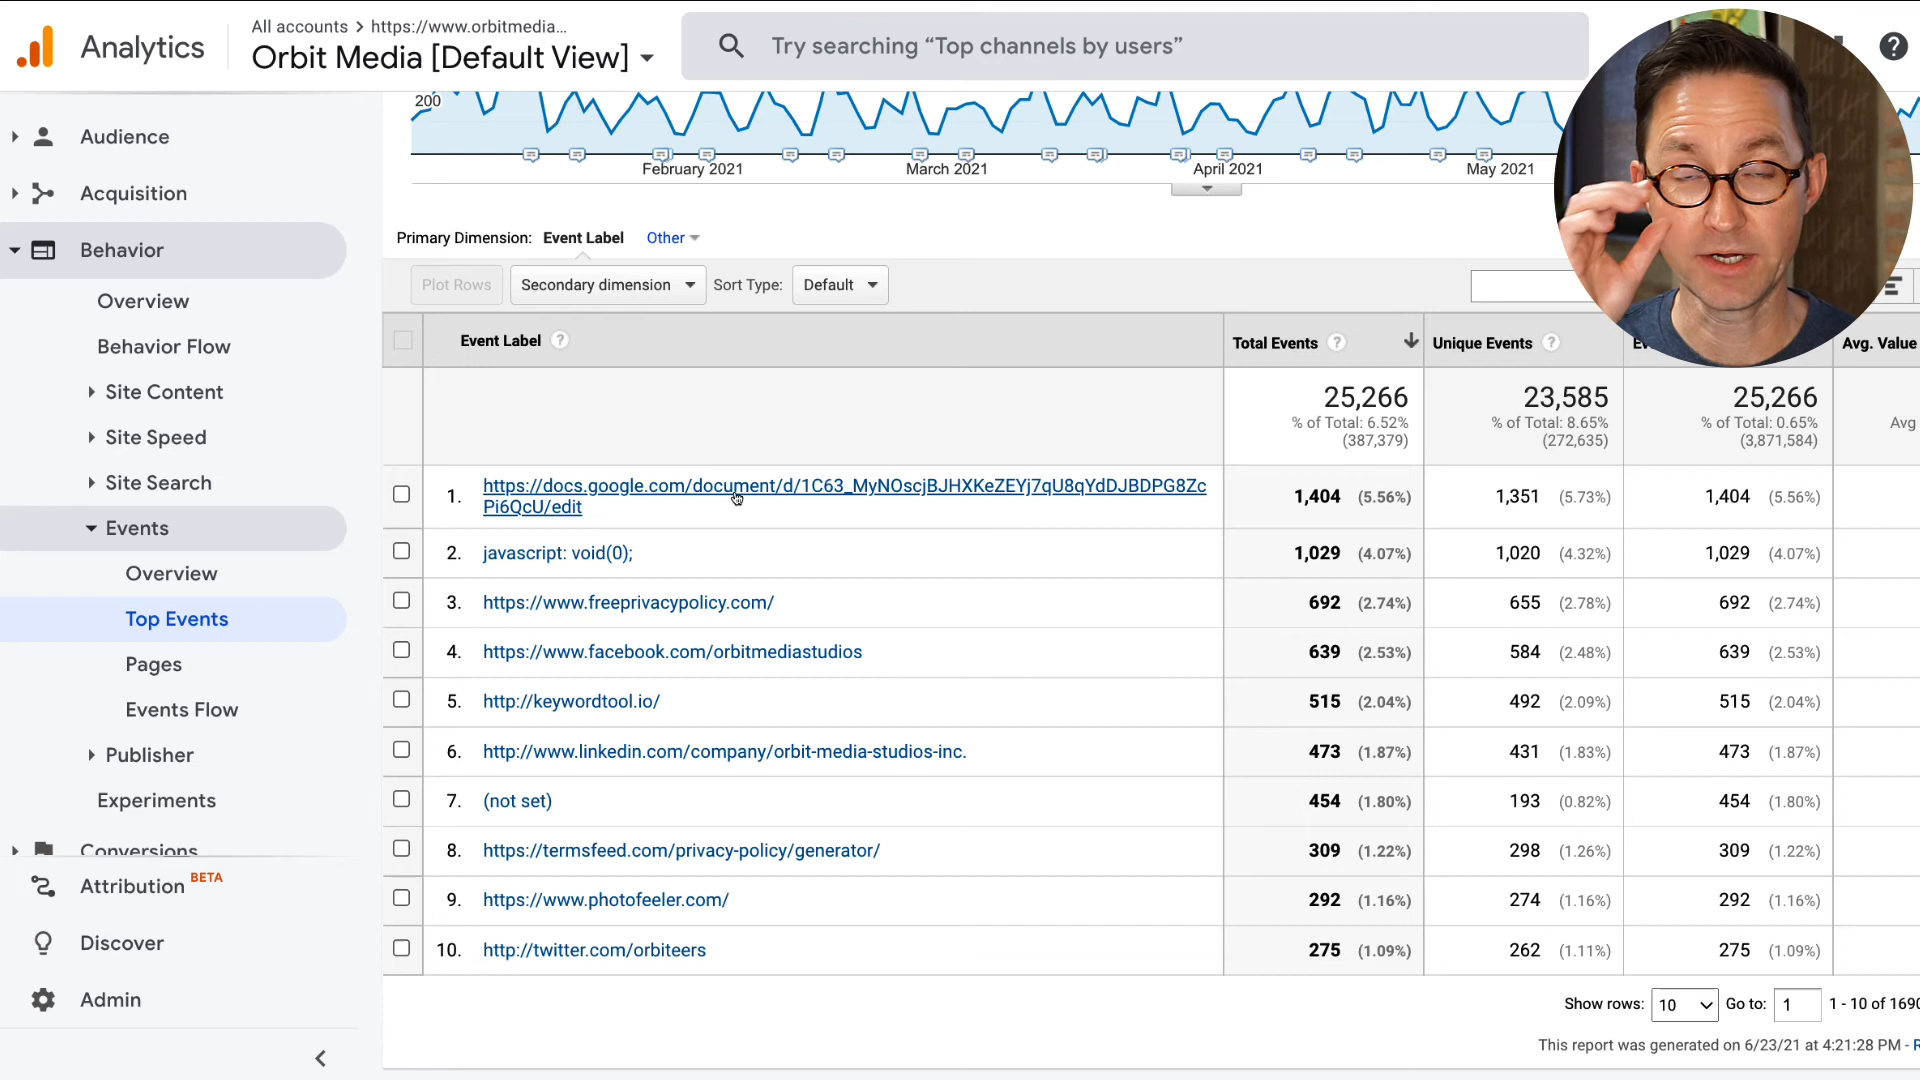 Analytics
All accounts > https://www.orbitmedia...
Orbit Media [Default View]
Try searching “Top channels by users”
Audience
Acquisition
Behavior
Overview
Behavior Flow
Site Content
Site Speed
Site Search
Events
Overview
Top Events
Pages
Events Flow
Publisher
Experiments
Conversions
Attribution BETA
Discover
Admin
200
February 2021
March 2021
April 2021
May 2021
Primary Dimension: Event Label Other
Plot Rows Secondary dimension Sort Type: Default
Event Label ? Total Events ? Unique Events ? Avg. Value
25,266 23,585 25,266
% of Total: 6.52% % of Total: 8.65% % of Total: 0.65% Avg
(387,379) (272,635) (3,871,584)
1. https://docs.google.com/document/d/1C63_MyNOscjBJHXKeZEYj7qU8qYdDJBDPG8Zc
Pi6QcU/edit
1,404 (5.56%) 1,351 (5.73%) 1,404 (5.56%)
2. javascript: void(0); 1,029 (4.07%) 1,020 (4.32%) 1,029 (4.07%)
3. https://www.freeprivacypolicy.com/ 692 (2.74%) 655 (2.78%) 692 (2.74%)
4. https://www.facebook.com/orbitmediastudios 639 (2.53%) 584 (2.48%) 639 (2.53%)
5. http://keywordtool.io/ 515 (2.04%) 492 (2.09%) 515 (2.04%)
6. http://www.linkedin.com/company/orbit-media-studios-inc. 473 (1.87%) 431 (1.83%) 473 (1.87%)
7. (not set) 454 (1.80%) 193 (0.82%) 454 (1.80%)
8. https://termsfeed.com/privacy-policy/generator/ 309 (1.22%) 298 (1.26%) 309 (1.22%)
9. https://www.photofeeler.com/ 292 (1.16%) 274 (1.16%) 292 (1.16%)
10. http://twitter.com/orbiteers 275 (1.09%) 262 (1.11%) 275 (1.09%)
Show rows: 10 Go to: 1 1 - 10 of 1690
This report was generated on 6/23/21 at 4:21:28 PM -